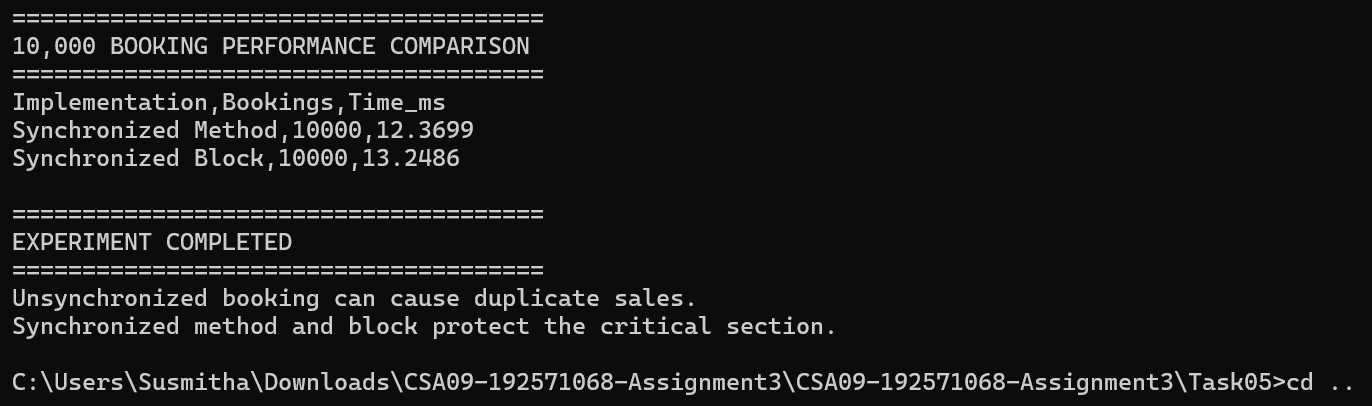 ======================================
10,000 BOOKING PERFORMANCE COMPARISON
======================================
Implementation,Bookings,Time_ms
Synchronized Method,10000,12.3699
Synchronized Block,10000,13.2486
======================================
EXPERIMENT COMPLETED
======================================
Unsynchronized booking can cause duplicate sales.
Synchronized method and block protect the critical section.
C:\Users\Susmitha\Downloads\CSA09-192571068-Assignment3\CSA09-192571068-Assignment3\Task05>cd ..